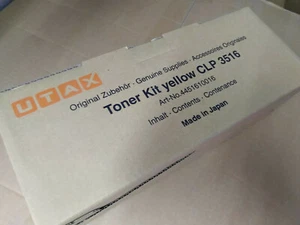 UTAX
Original Zubehör · Genuine Supplies · Accessoires Originales
Toner Kit yellow CLP 3516
Art-No.4451610016
Inhalt - Contents - Contenance
Made in Japan